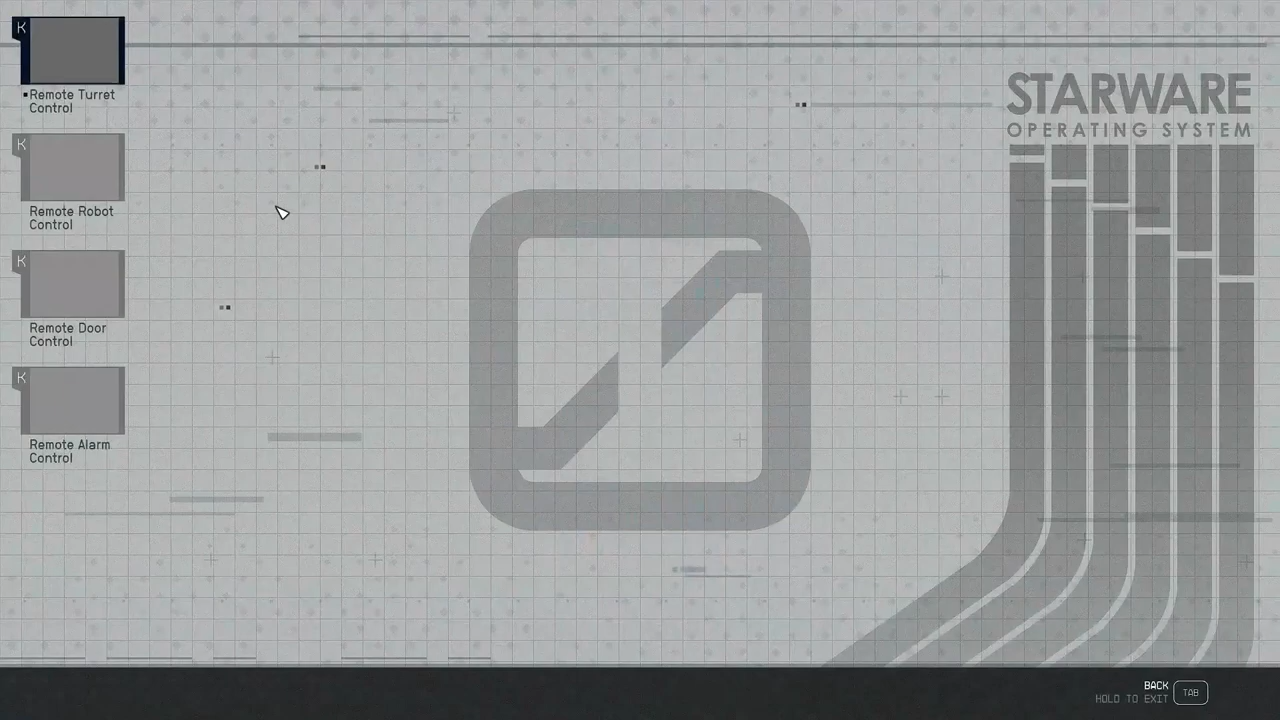 K
Remote Turret
Control
K
Remote Robot
Control
K
Remote Door
Control
K
Remote Alarm
Control
STARWARE
OPERATING SYSTEM
BACK
HOLD TO EXIT
TAB